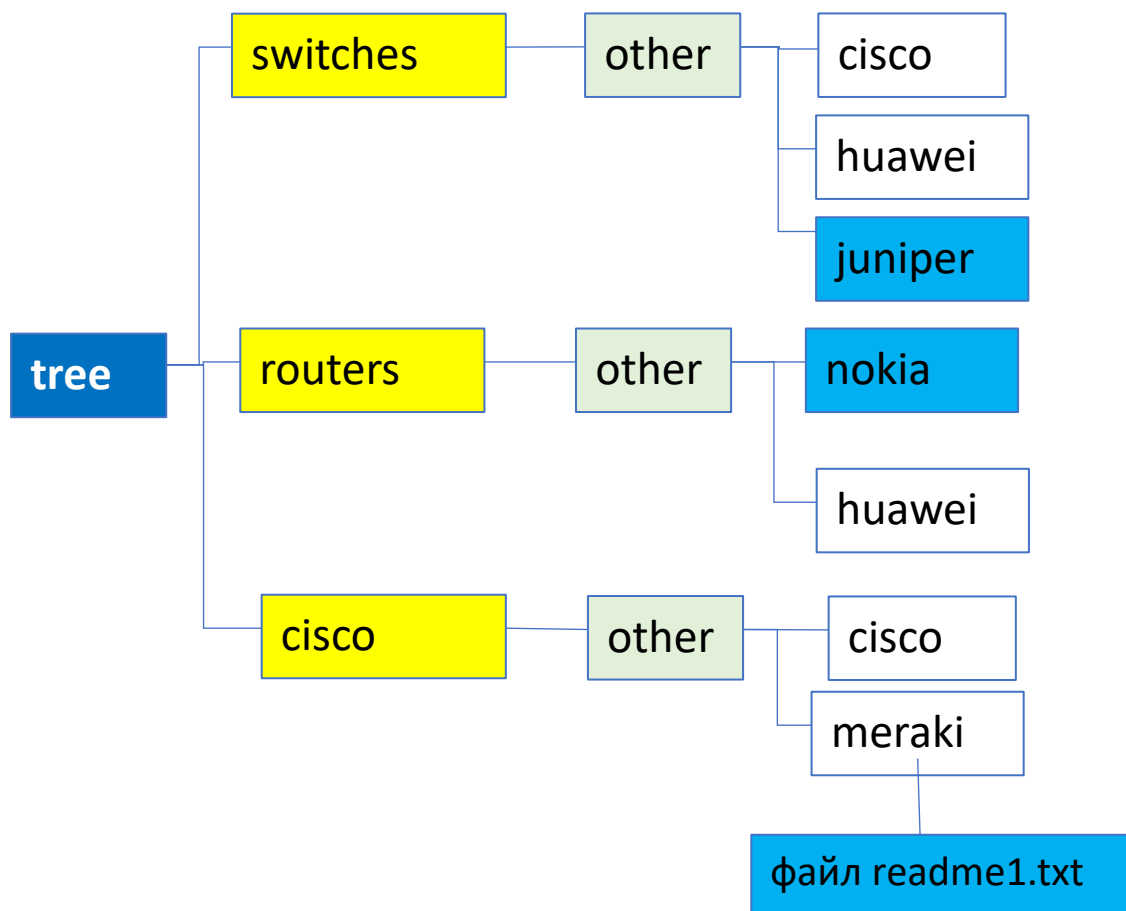 switches
other
cisco
huawei
juniper
tree
routers
other
nokia
huawei
cisco
other
cisco
meraki
файл readme1.txt